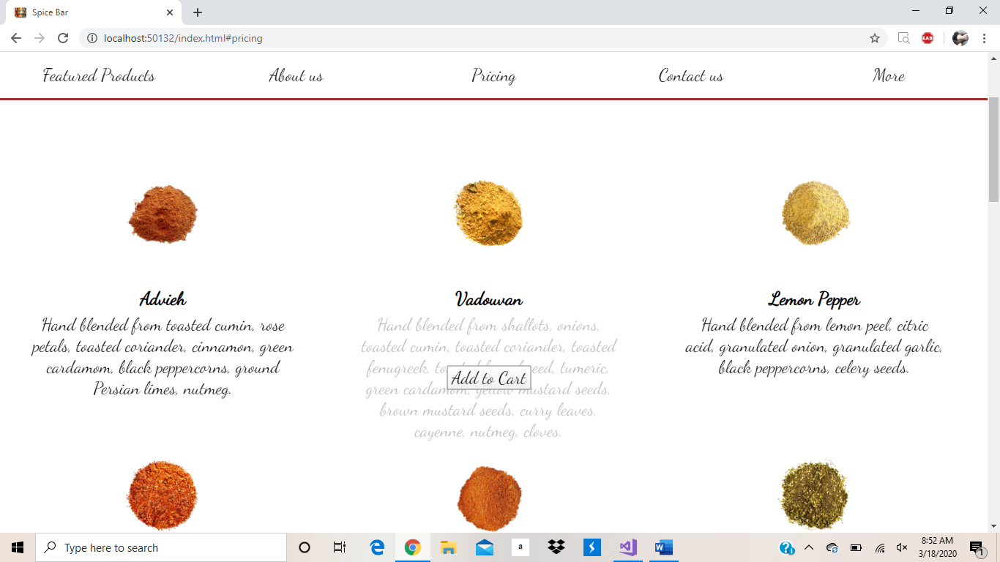 Spice Bar
localhost:50132/index.html#pricing
EAB
Featured Products About us Pricing Contact us More
Advieh
Hand blended from toasted cumin, rose
petals, toasted coriander, cinnamon, green
cardamom, black peppercorns, ground
Persian limes, nutmeg.
Vadouvan
Hand blended from shallots, onions,
toasted cumin, toasted coriander, toasted
fenugreek, eed, tumeric,
Add to Cart
green cardamom, yellow mustard seeds,
brown mustard seeds, curry leaves,
cayenne, nutmeg, cloves.
Lemon Pepper
Hand blended from lemon peel, citric
acid, granulated onion, granulated garlic,
black peppercorns, celery seeds.
Type here to search
a
8:52 AM
3/18/2020
1